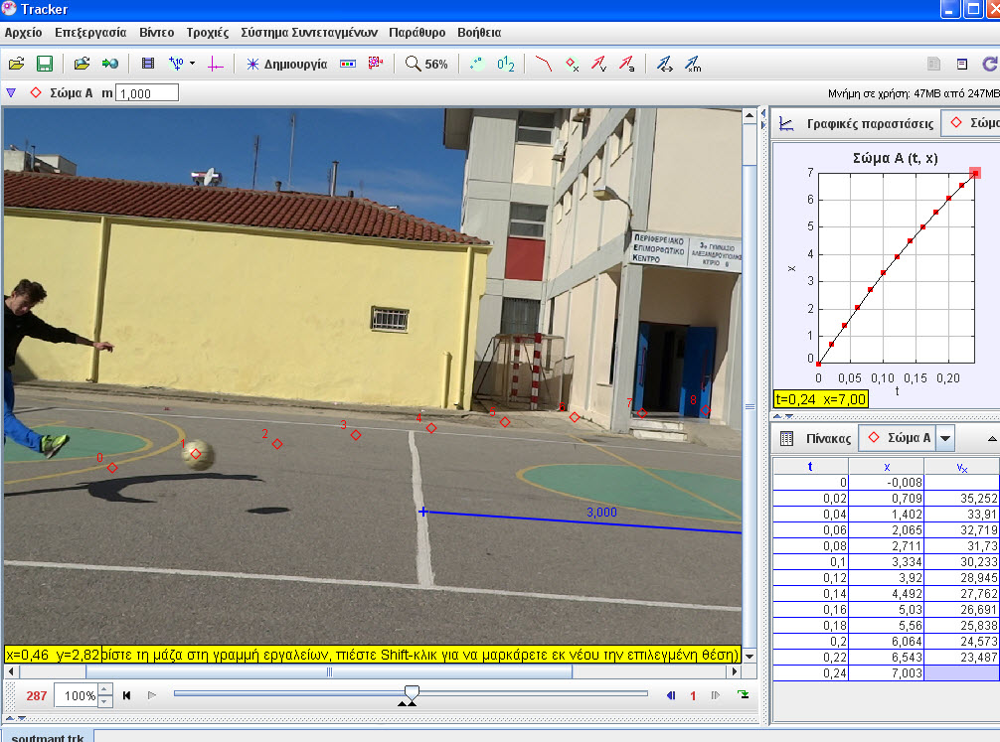 Tracker
Αρχείο Επεξεργασία Βίντεο Τροχιές Σύστημα Συντεταγμένων Παράθυρο Βοήθεια
Δημιουργία 56%
Σώμα A m 1,000 Μνήμη σε χρήση: 47MB από 247MB
Γραφικές παραστάσεις Σώμα
Σώμα A (t, x)
7
6
5
4
3
2
1
0
x
0 0,05 0,10 0,15 0,20
t
t=0,24 x=7,00
ΠΕΡΙΦΕΡΕΙΑΚΟ
ΕΠΙΜΟΡΦΩΤΙΚΟ
ΚΕΝΤΡΟ
3ο ΓΥΜΝΑΣΙΟ
ΑΛΕΞΑΝΔΡΟΥΠΟΛΗΣ
ΚΤΙΡΙΟ
0 1 2 3 4 5 7 8
3,000
Πίνακας Σώμα A
t x vx
0 -0,008
0,02 0,709 35,252
0,04 1,402 33,91
0,06 2,065 32,719
0,08 2,711 31,73
0,1 3,334 30,233
0,12 3,92 28,945
0,14 4,492 27,762
0,16 5,03 26,691
0,18 5,56 25,838
0,2 6,064 24,573
0,22 6,543 23,487
0,24 7,003
x=0,46 y=2,82 ρίστε τη μάζα στη γραμμή εργαλείων, πιέστε Shift-κλικ για να μαρκάρετε εκ νέου την επιλεγμένη θέση)
287 100% 1
soutmant.trk